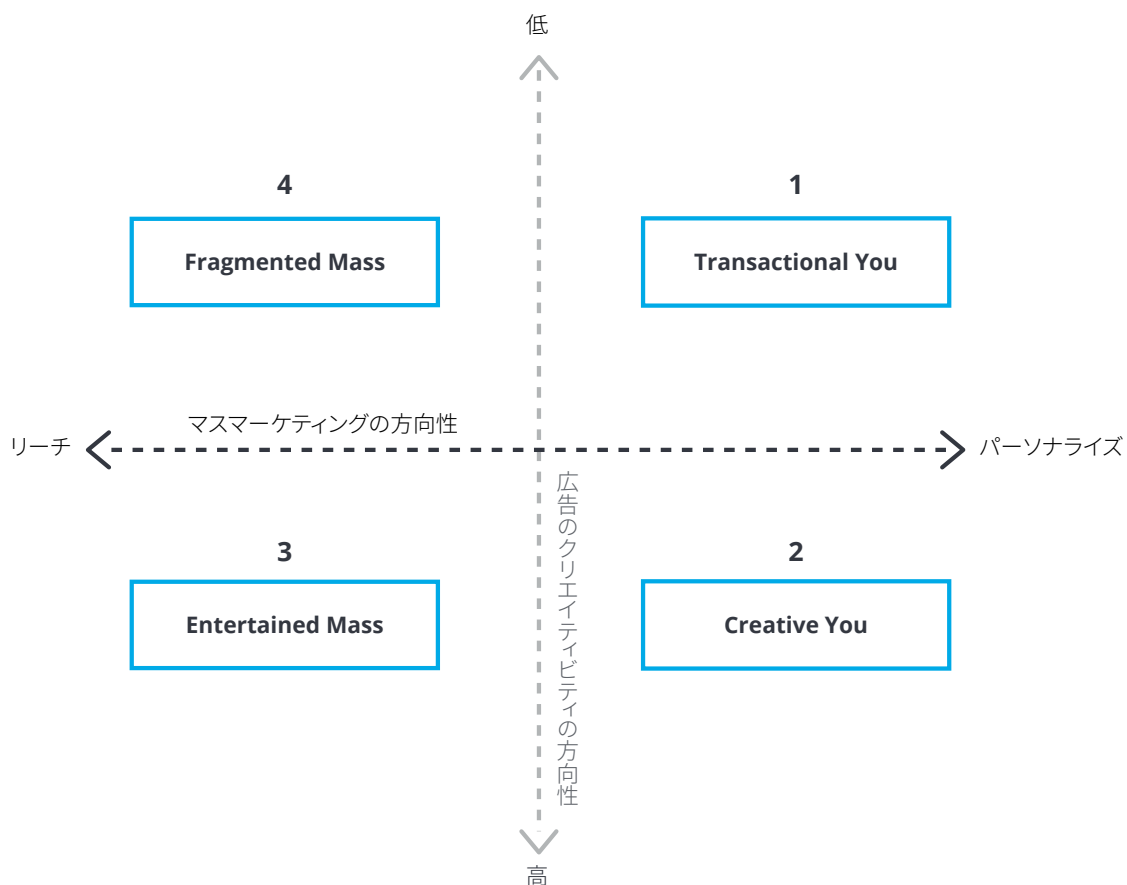 低
4
1
Fragmented Mass
Transactional You
マスマーケティングの方向性
リーチ
パーソナライズ
広告のクリエイティビティの方向性
3
2
Entertained Mass
Creative You
高